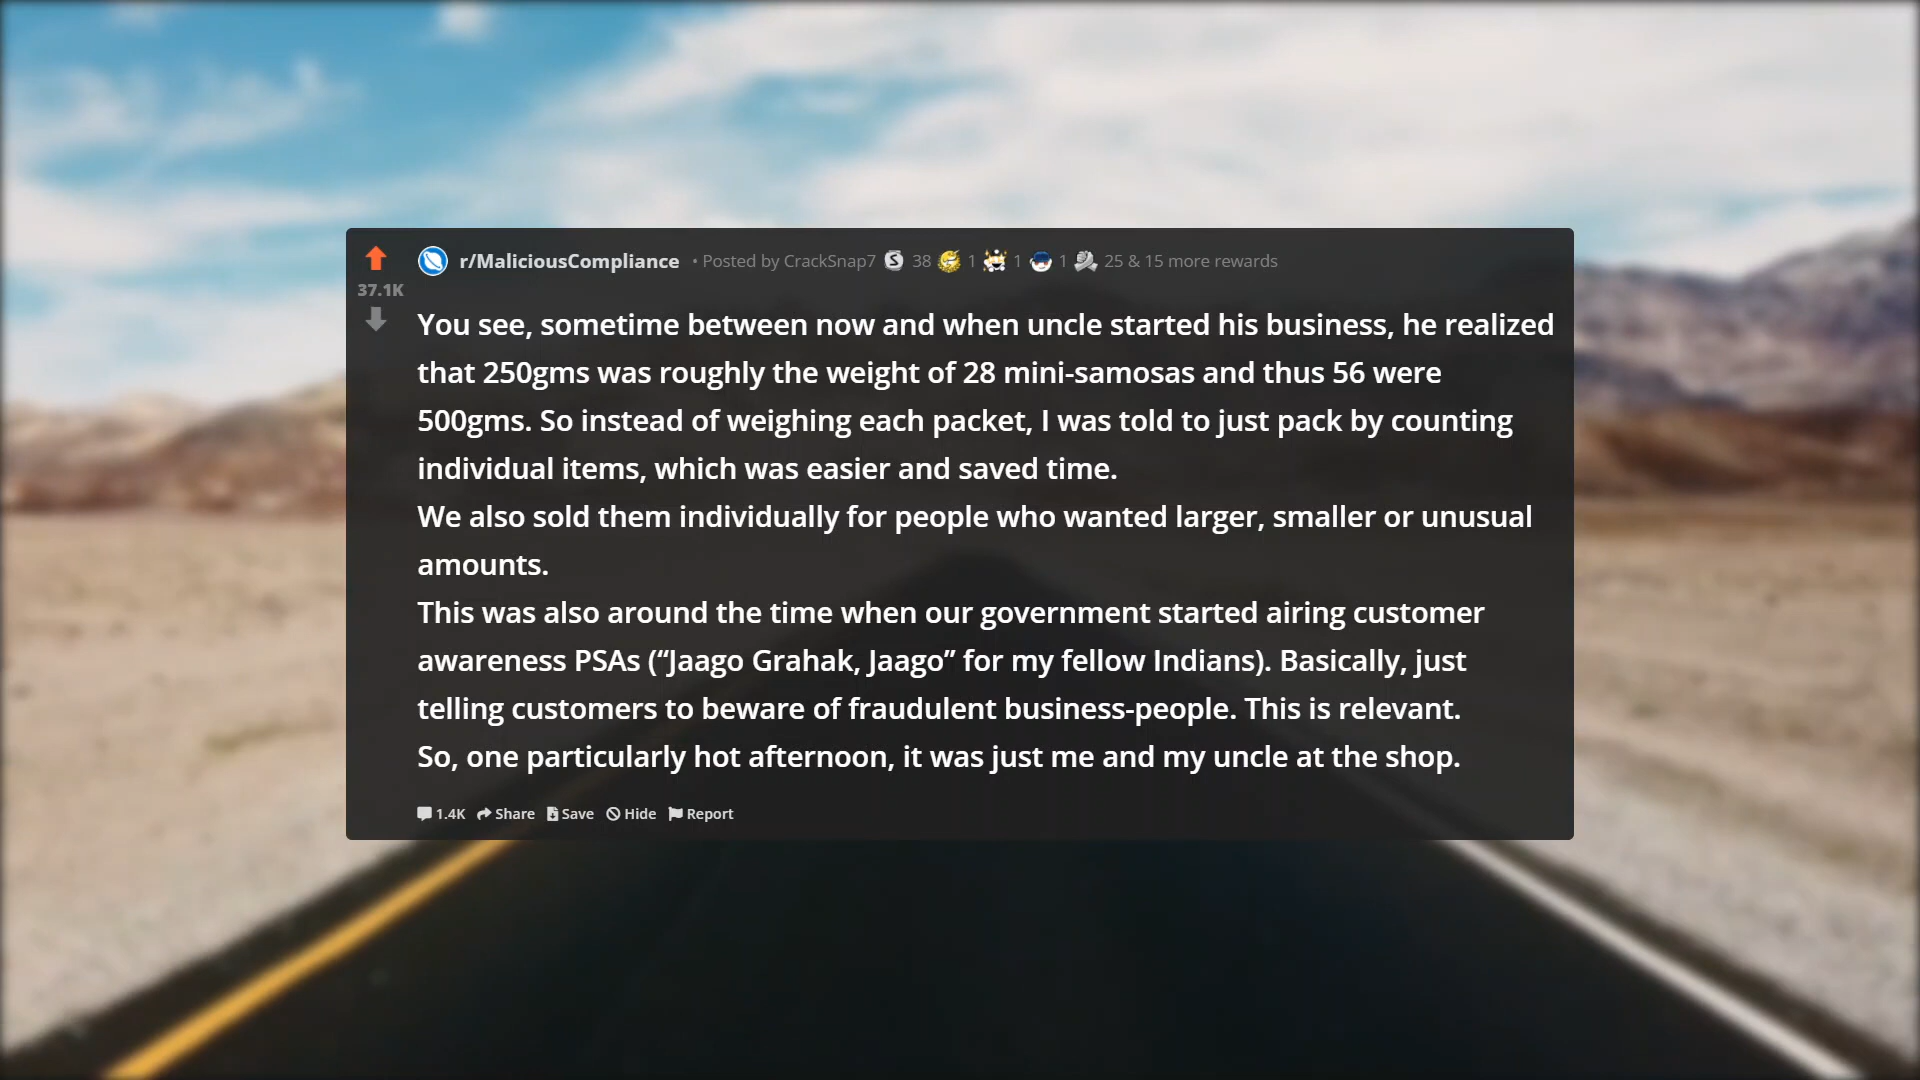 r/MaliciousCompliance • Posted by CrackSnap7 38 1 1 1 25 & 15 more rewards
37.1K
You see, sometime between now and when uncle started his business, he realized
that 250gms was roughly the weight of 28 mini-samosas and thus 56 were
500gms. So instead of weighing each packet, I was told to just pack by counting
individual items, which was easier and saved time.
We also sold them individually for people who wanted larger, smaller or unusual
amounts.
This was also around the time when our government started airing customer
awareness PSAs (“Jaago Grahak, Jaago” for my fellow Indians). Basically, just
telling customers to beware of fraudulent business-people. This is relevant.
So, one particularly hot afternoon, it was just me and my uncle at the shop.
1.4K Share Save Hide Report